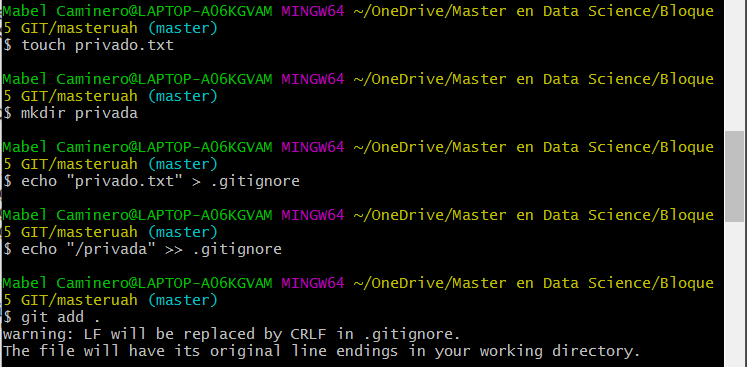 Mabel Caminero@LAPTOP-A06KGVAM MINGW64 ~/OneDrive/Master en Data Science/Bloque
5 GIT/masteruah (master)
$ touch privado.txt
Mabel Caminero@LAPTOP-A06KGVAM MINGW64 ~/OneDrive/Master en Data Science/Bloque
5 GIT/masteruah (master)
$ mkdir privada
Mabel Caminero@LAPTOP-A06KGVAM MINGW64 ~/OneDrive/Master en Data Science/Bloque
5 GIT/masteruah (master)
$ echo "privado.txt" > .gitignore
Mabel Caminero@LAPTOP-A06KGVAM MINGW64 ~/OneDrive/Master en Data Science/Bloque
5 GIT/masteruah (master)
$ echo "/privada" >> .gitignore
Mabel Caminero@LAPTOP-A06KGVAM MINGW64 ~/OneDrive/Master en Data Science/Bloque
5 GIT/masteruah (master)
$ git add .
warning: LF will be replaced by CRLF in .gitignore.
The file will have its original line endings in your working directory.